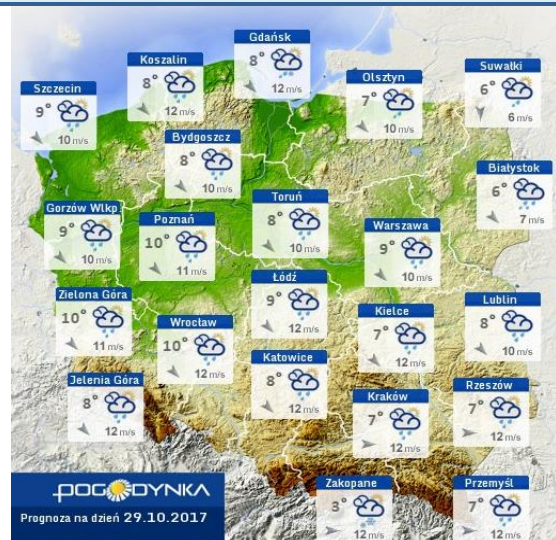 Gdańsk
8°
12 m/s
Koszalin
8°
12 m/s
Suwałki
6°
6 m/s
Olsztyn
7°
10 m/s
Szczecin
9°
10 m/s
Bydgoszcz
8°
10 m/s
Białystok
6°
7 m/s
Toruń
8°
10 m/s
Gorzów Wlkp.
9°
10 m/s
Poznań
10°
11 m/s
Warszawa
9°
10 m/s
Łódź
9°
12 m/s
Zielona Góra
10°
11 m/s
Lublin
8°
10 m/s
Kielce
7°
12 m/s
Wrocław
10°
12 m/s
Katowice
8°
12 m/s
Jelenia Góra
8°
12 m/s
Rzeszów
7°
12 m/s
Kraków
7°
12 m/s
Zakopane
3°
12 m/s
Przemyśl
7°
12 m/s
POGODYNKA
Prognoza na dzień 29.10.2017